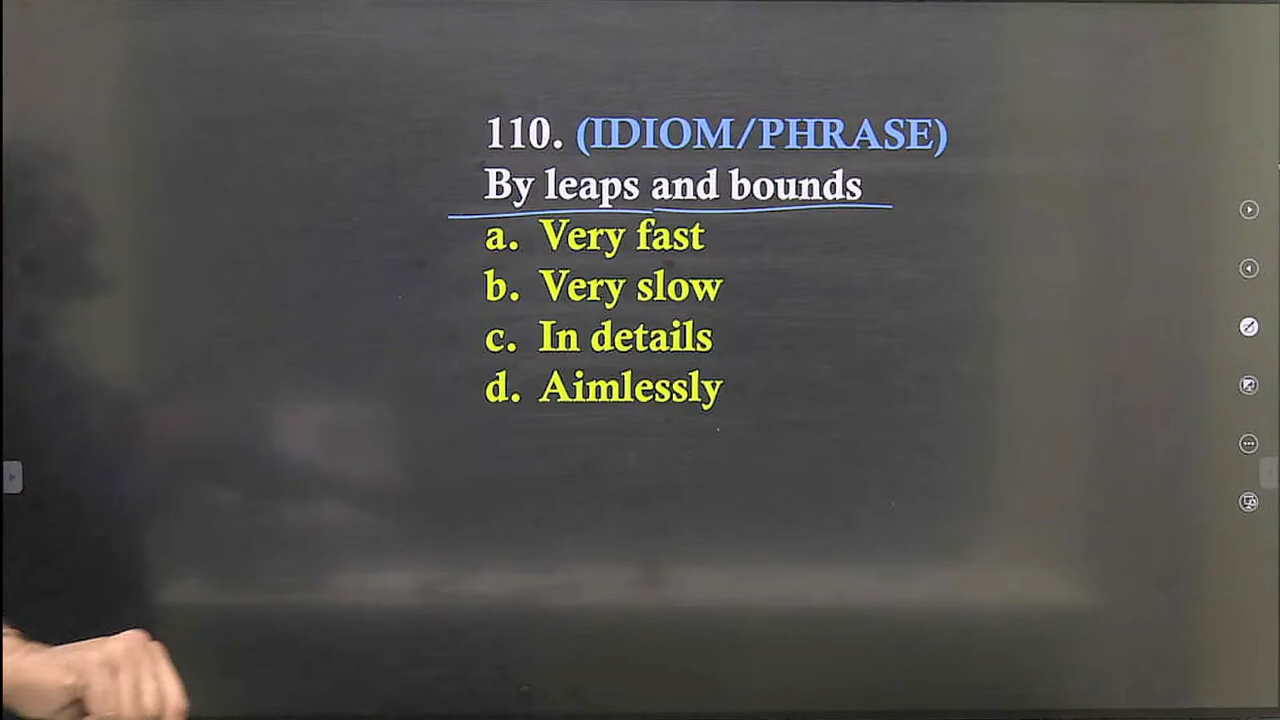 110. (IDIOM/PHRASE)
By leaps and bounds
a. Very fast
b. Very slow
c. In details
d. Aimlessly